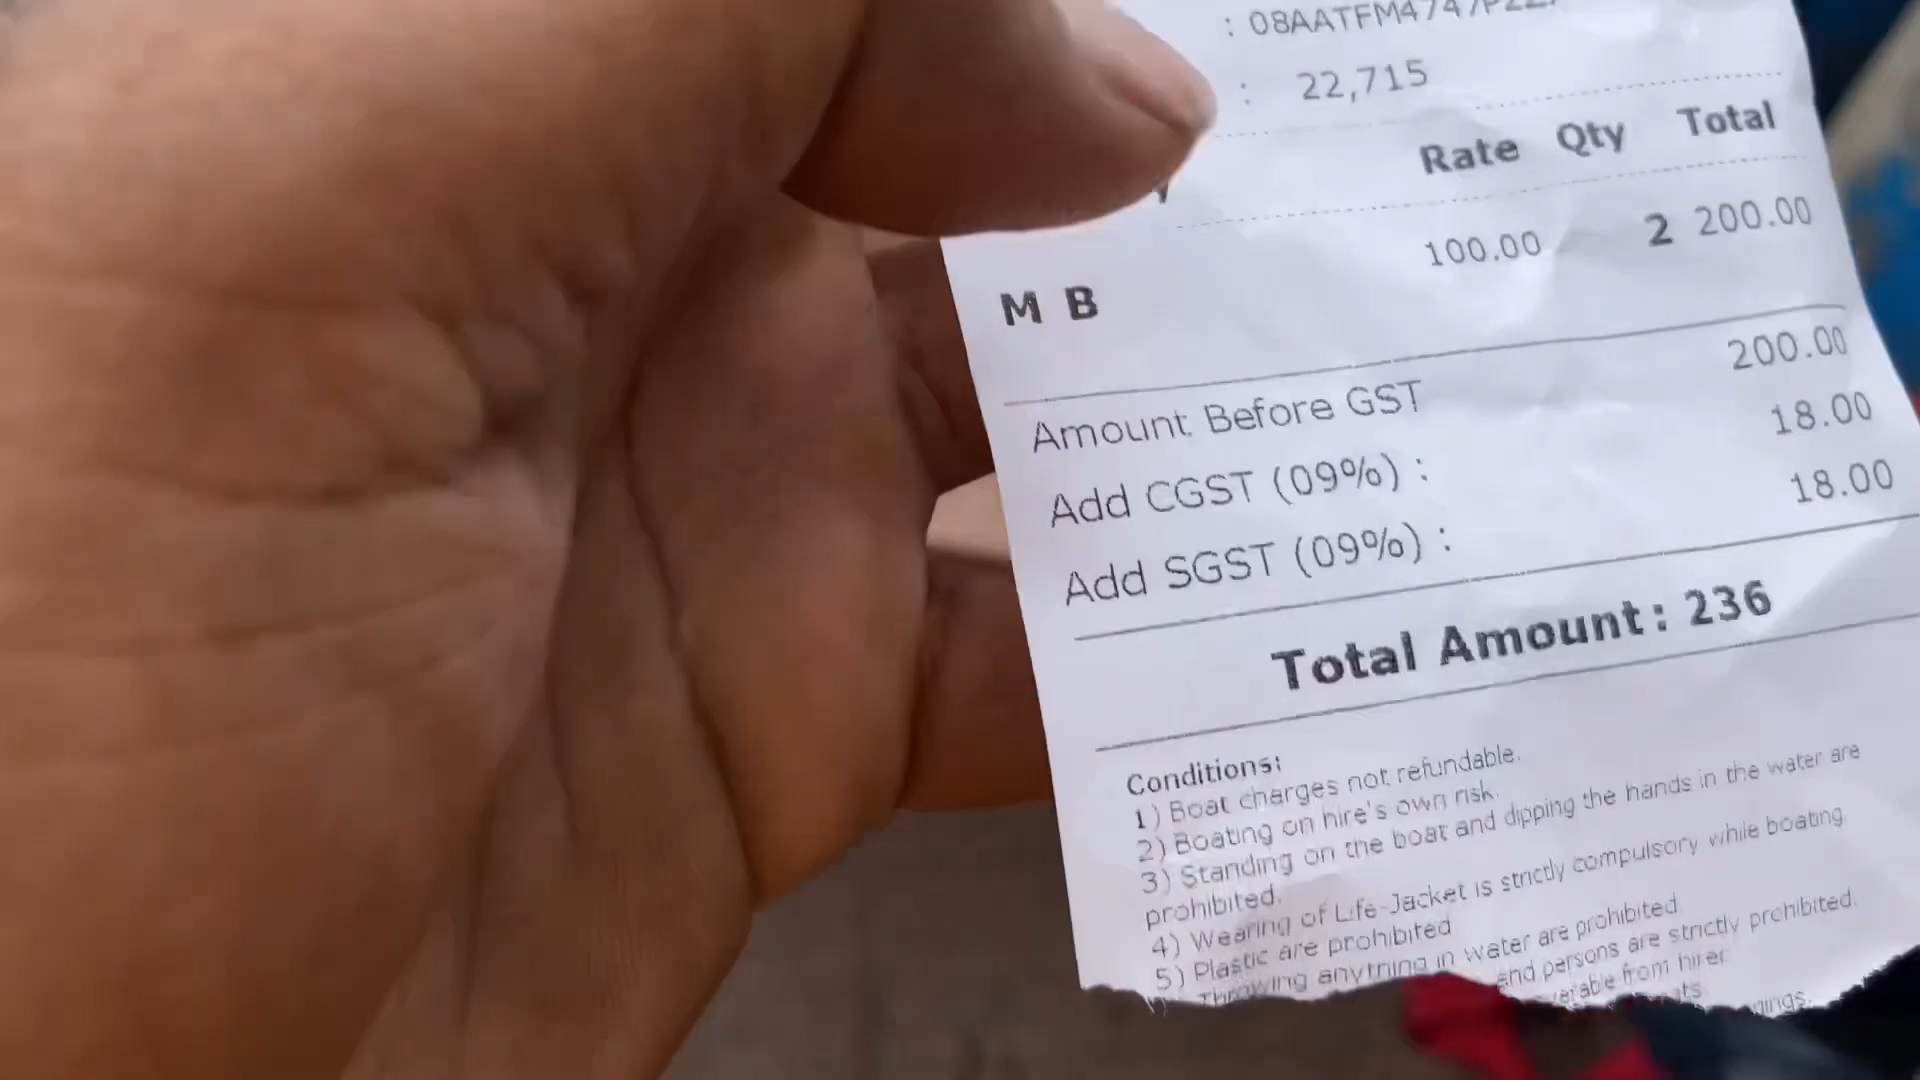 : 08AATFM4747P
: 22,715
Rate Qty Total
100.00 2 200.00
M B
Amount Before GST 200.00
Add CGST (09%) : 18.00
Add SGST (09%) : 18.00
Total Amount: 236
Conditions:
1) Boat charges not refundable.
2) Boating on hire's own risk.
3) Standing on the boat and dipping the hands in the water are
prohibited.
4) Wearing of Life-Jacket is strictly compulsory while boating.
5) Plastic are prohibited
Throwing anything in water are prohibited.
and persons are strictly prohibited.
from hirer